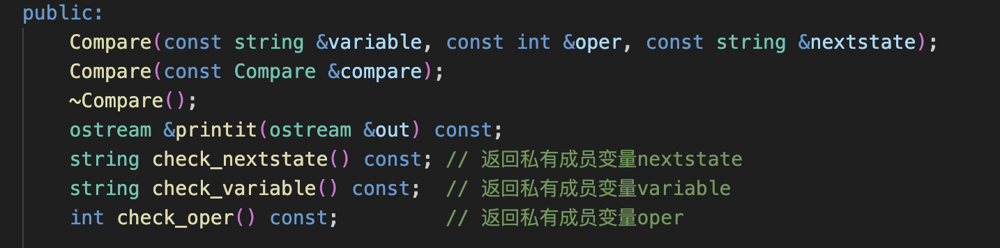 public:
Compare(const string &variable, const int &oper, const string &nextstate);
Compare(const Compare &compare);
~Compare();
ostream &printit(ostream &out) const;
string check_nextstate() const; // 返回私有成员变量nextstate
string check_variable() const;  // 返回私有成员变量variable
int check_oper() const;         // 返回私有成员变量oper